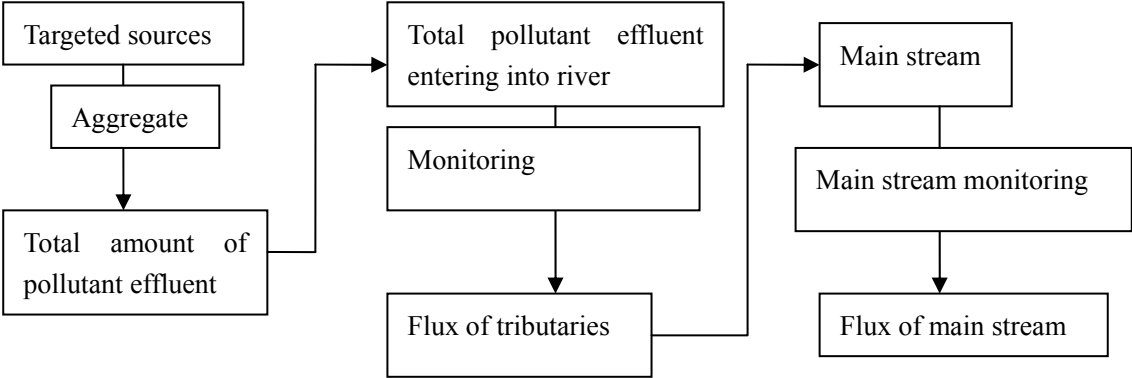 Targeted sources
Aggregate
Total amount of
pollutant effluent
Total pollutant effluent
entering into river
Monitoring
Flux of tributaries
Main stream
Main stream monitoring
Flux of main stream